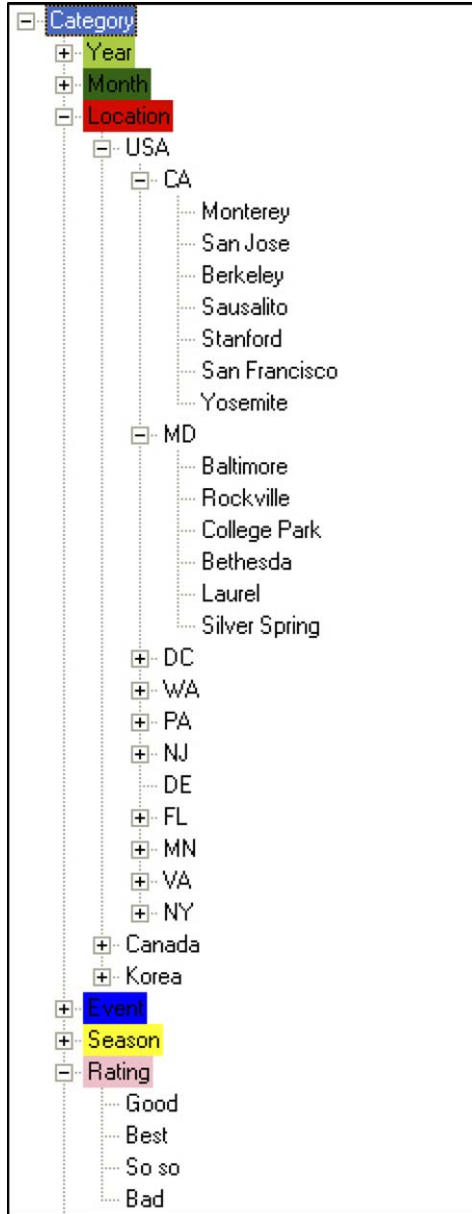 Category
Year
Month
Location
USA
CA
Monterey
San Jose
Berkeley
Sausalito
Stanford
San Francisco
Yosemite
MD
Baltimore
Rockville
College Park
Bethesda
Laurel
Silver Spring
DC
WA
PA
NJ
DE
FL
MN
VA
NY
Canada
Korea
Event
Season
Rating
Good
Best
So so
Bad